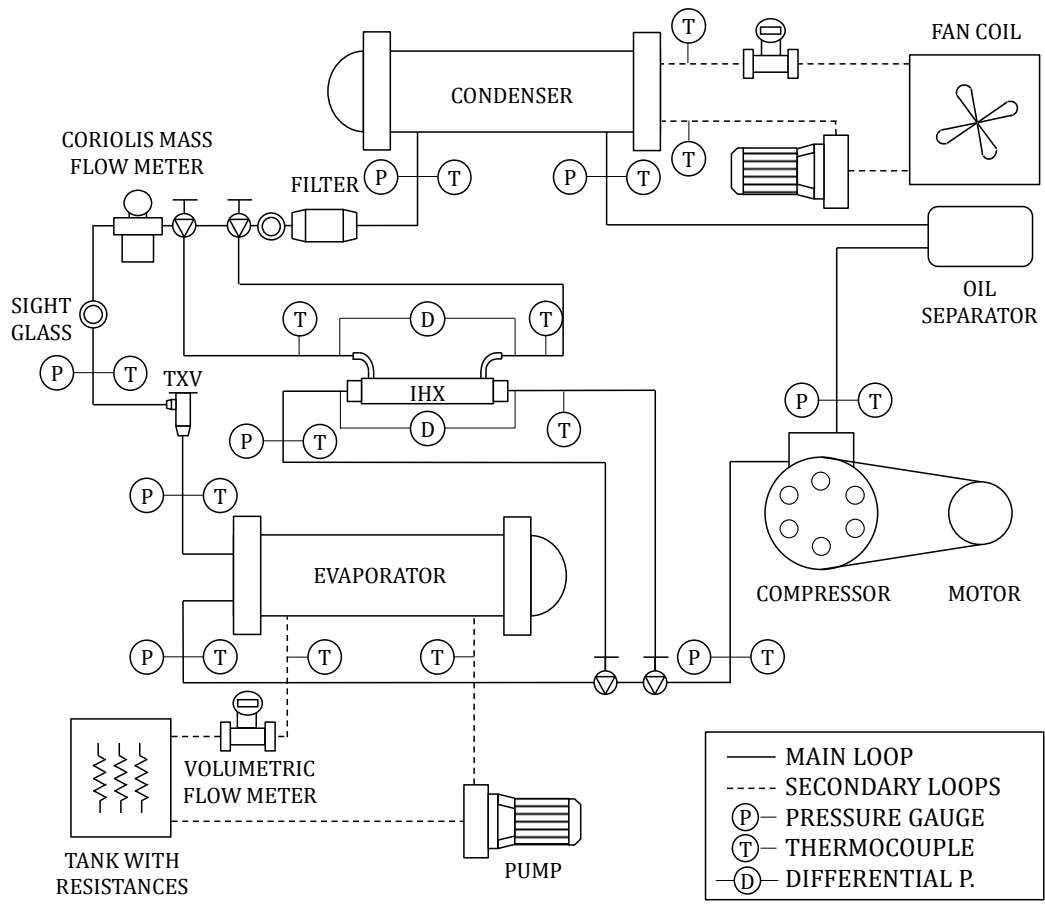 T
FAN COIL
CONDENSER
T
CORIOLIS MASS
FLOW METER
FILTER
P
T
P
T
OIL
SEPARATOR
SIGHT
GLASS
T
D
T
P
T
TXV
IHX
P
T
D
T
P
T
P
T
EVAPORATOR
COMPRESSOR
MOTOR
P
T
T
T
P
T
VOLUMETRIC
FLOW METER
TANK WITH
RESISTANCES
PUMP
MAIN LOOP
SECONDARY LOOPS
P PRESSURE GAUGE
T THERMOCOUPLE
D DIFFERENTIAL P.